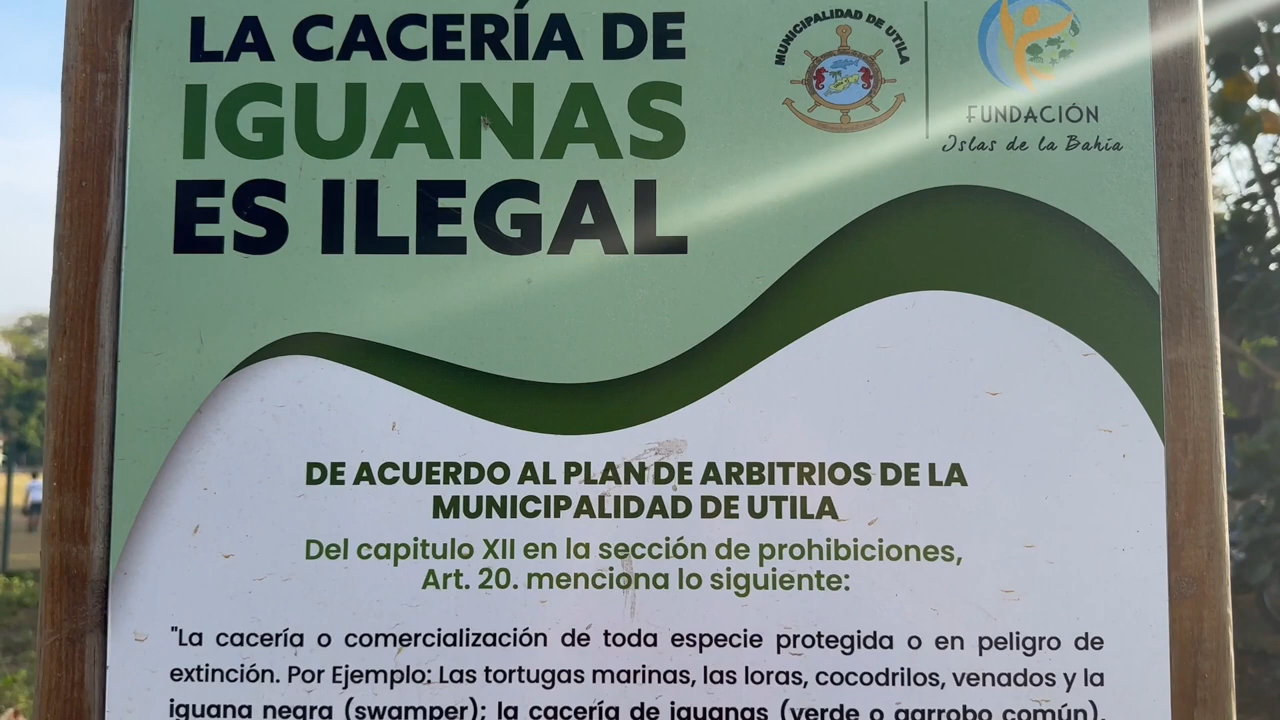 LA CACERÍA DE
IGUANAS
ES ILEGAL
MUNICIPALIDAD DE UTILA
FUNDACIÓN
Islas de la Bahía
DE ACUERDO AL PLAN DE ARBITRIOS DE LA
MUNICIPALIDAD DE UTILA
Del capitulo XII en la sección de prohibiciones,
Art. 20. menciona lo siguiente:
"La cacería o comercialización de toda especie protegida o en peligro de
extinción. Por Ejemplo: Las tortugas marinas, las loras, cocodrilos, venados y la
iguana negra (swamper); la cacería de iguanas (verde o garrobo común),